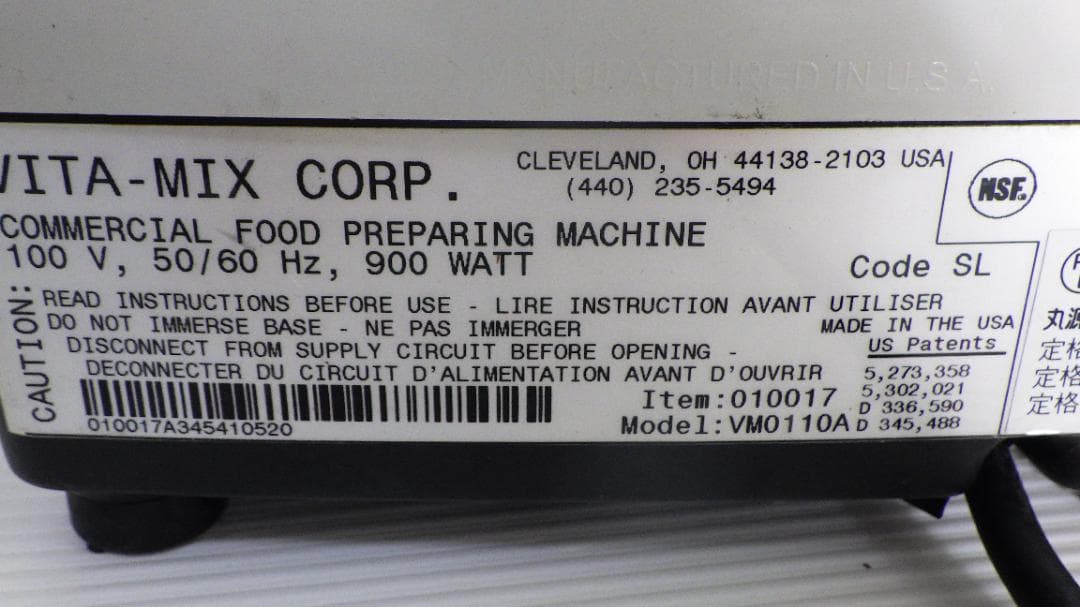 MANUFACTURED IN U.S.A.
VITA-MIX CORP.
CLEVELAND, OH 44138-2103 USA
(440) 235-5494
NSF®
COMMERCIAL FOOD PREPARING MACHINE
100 V, 50/60 Hz, 900 WATT
Code SL
CAUTION:
READ INSTRUCTIONS BEFORE USE - LIRE INSTRUCTION AVANT UTILISER
DO NOT IMMERSE BASE - NE PAS IMMERGER
DISCONNECT FROM SUPPLY CIRCUIT BEFORE OPENING -
DECONNECTER DU CIRCUIT D'ALIMENTATION AVANT D'OUVRIR
MADE IN THE USA
US Patents
5,273,358
5,302,021
D 336,590
D 345,488
010017A345410520
Item:010017
Model:VM0110A
丸源
定格
定格
定格